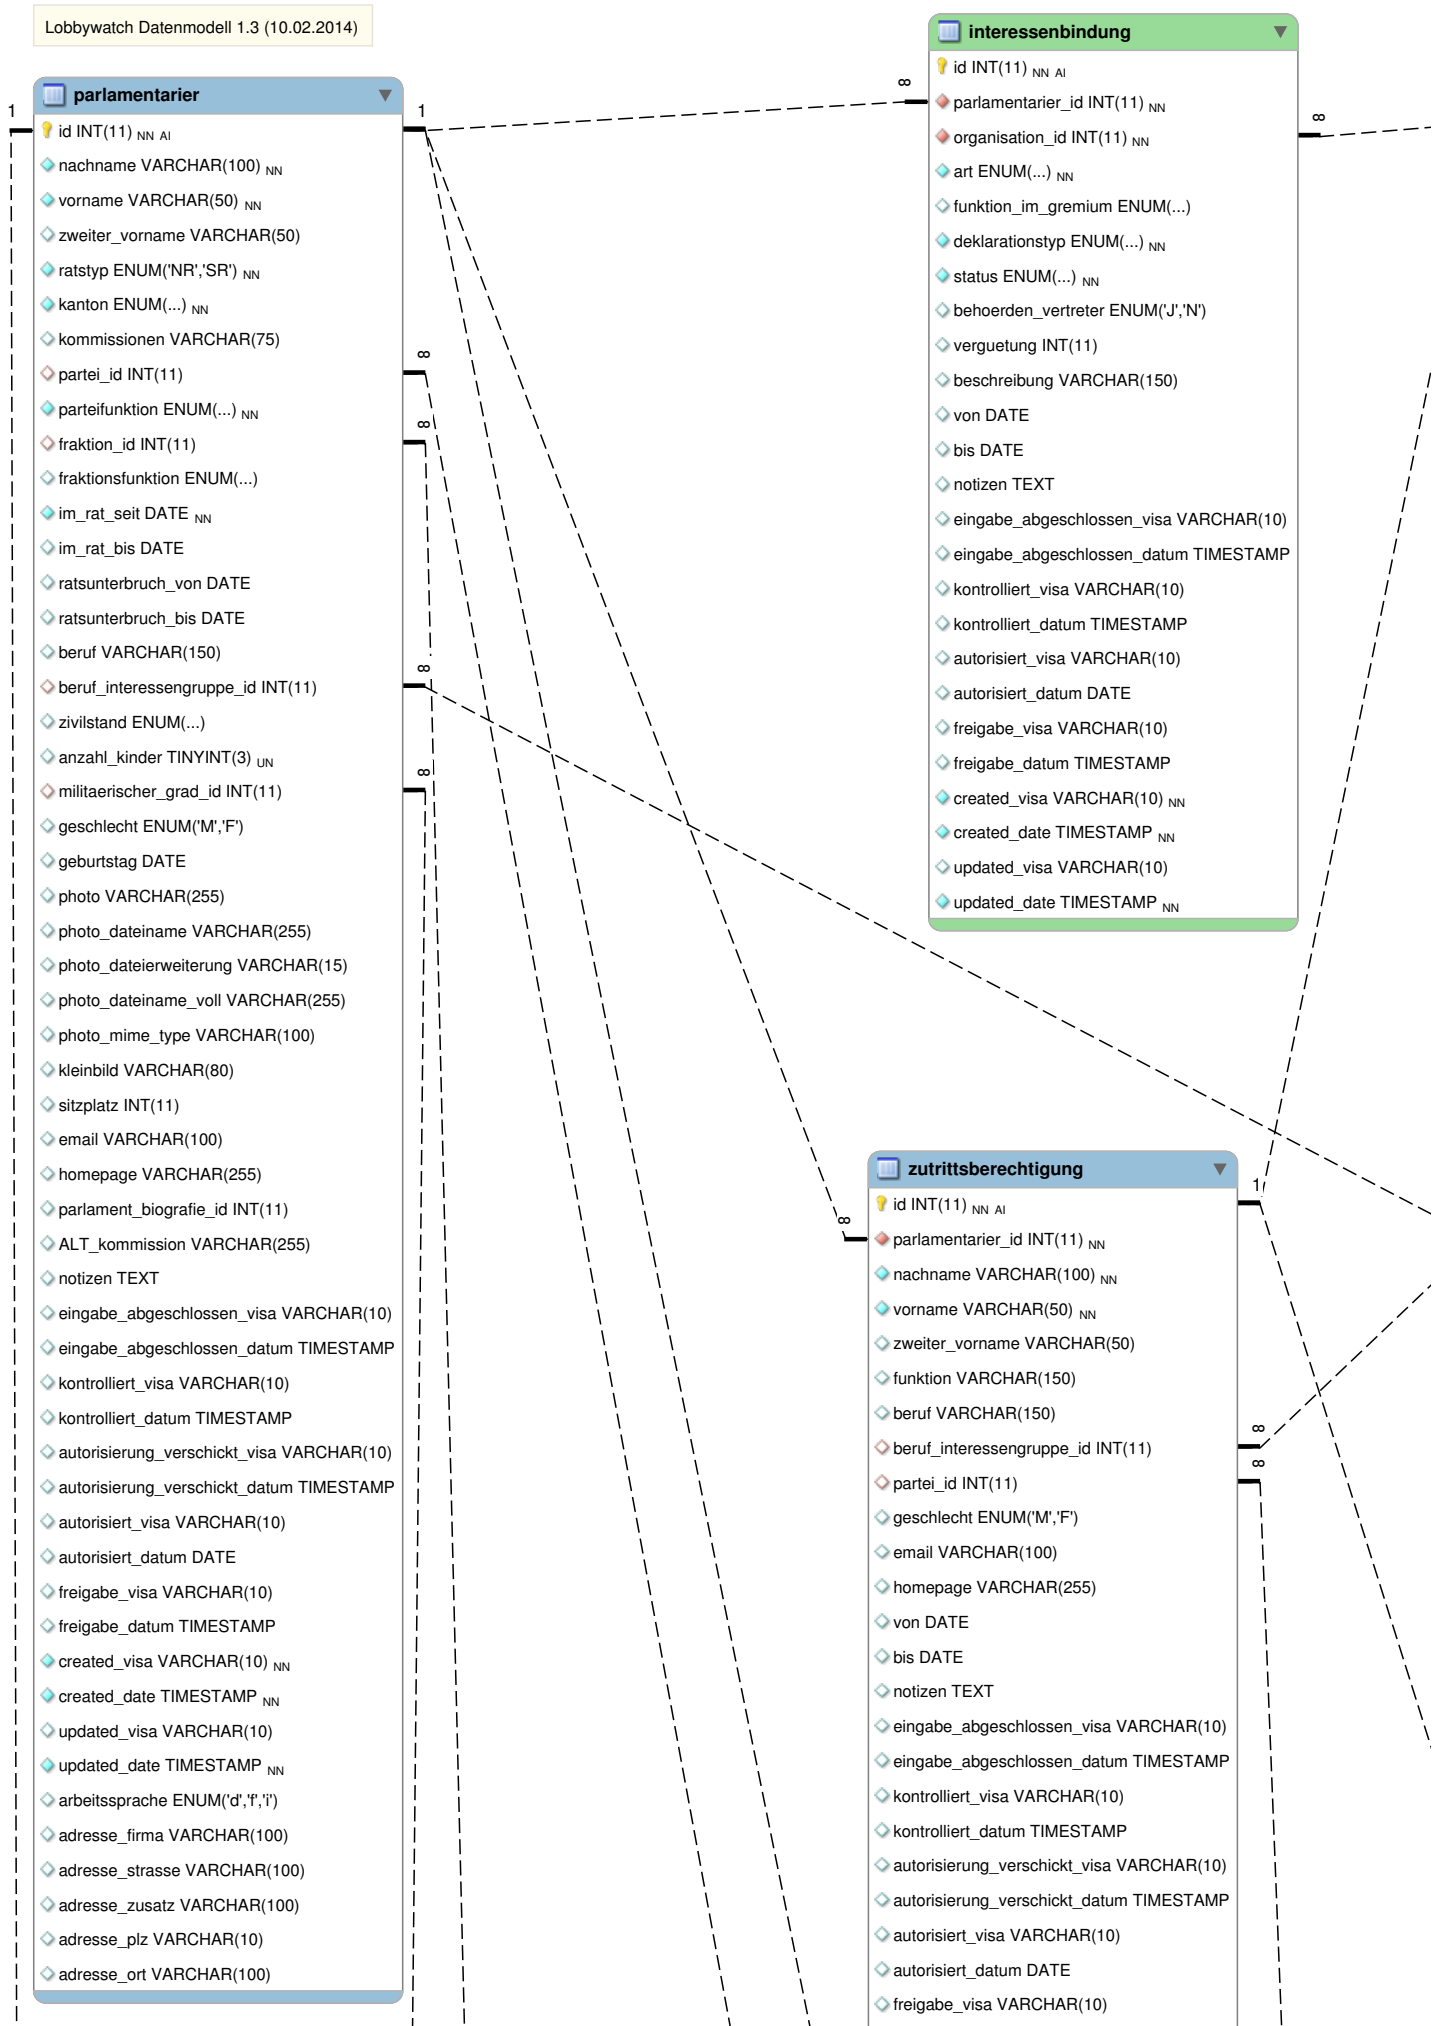 Lobbywatch Datenmodell 1.3 (10.02.2014)
parlamentarier
1
1
id INT(11) NN AI
nachname VARCHAR(100) NN
vorname VARCHAR(50) NN
zweiter_vorname VARCHAR(50)
ratstyp ENUM('NR','SR') NN
kanton ENUM(...) NN
kommissionen VARCHAR(75)
∞
partei_id INT(11)
parteifunktion ENUM(...) NN
∞
fraktion_id INT(11)
fraktionsfunktion ENUM(...)
im_rat_seit DATE NN
im_rat_bis DATE
ratsunterbruch_von DATE
ratsunterbruch_bis DATE
beruf VARCHAR(150)
∞
beruf_interessengruppe_id INT(11)
zivilstand ENUM(...)
anzahl_kinder TINYINT(3) UN
∞
militaerischer_grad_id INT(11)
geschlecht ENUM('M','F')
geburtstag DATE
photo VARCHAR(255)
photo_dateiname VARCHAR(255)
photo_dateierweiterung VARCHAR(15)
photo_dateiname_voll VARCHAR(255)
photo_mime_type VARCHAR(100)
kleinbild VARCHAR(80)
sitzplatz INT(11)
email VARCHAR(100)
homepage VARCHAR(255)
parlament_biografie_id INT(11)
ALT_kommission VARCHAR(255)
notizen TEXT
eingabe_abgeschlossen_visa VARCHAR(10)
eingabe_abgeschlossen_datum TIMESTAMP
kontrolliert_visa VARCHAR(10)
kontrolliert_datum TIMESTAMP
autorisierung_verschickt_visa VARCHAR(10)
autorisierung_verschickt_datum TIMESTAMP
autorisiert_visa VARCHAR(10)
autorisiert_datum DATE
freigabe_visa VARCHAR(10)
freigabe_datum TIMESTAMP
created_visa VARCHAR(10) NN
created_date TIMESTAMP NN
updated_visa VARCHAR(10)
updated_date TIMESTAMP NN
arbeitssprache ENUM('d','f','i')
adresse_firma VARCHAR(100)
adresse_strasse VARCHAR(100)
adresse_zusatz VARCHAR(100)
adresse_plz VARCHAR(10)
adresse_ort VARCHAR(100)
interessenbindung
id INT(11) NN AI
∞
parlamentarier_id INT(11) NN
∞
organisation_id INT(11) NN
art ENUM(...) NN
funktion_im_gremium ENUM(...)
deklarationstyp ENUM(...) NN
status ENUM(...) NN
behoerden_vertreter ENUM('J','N')
verguetung INT(11)
beschreibung VARCHAR(150)
von DATE
bis DATE
notizen TEXT
eingabe_abgeschlossen_visa VARCHAR(10)
eingabe_abgeschlossen_datum TIMESTAMP
kontrolliert_visa VARCHAR(10)
kontrolliert_datum TIMESTAMP
autorisiert_visa VARCHAR(10)
autorisiert_datum DATE
freigabe_visa VARCHAR(10)
freigabe_datum TIMESTAMP
created_visa VARCHAR(10) NN
created_date TIMESTAMP NN
updated_visa VARCHAR(10)
updated_date TIMESTAMP NN
zutrittsberechtigung
1
id INT(11) NN AI
∞
parlamentarier_id INT(11) NN
nachname VARCHAR(100) NN
vorname VARCHAR(50) NN
zweiter_vorname VARCHAR(50)
funktion VARCHAR(150)
beruf VARCHAR(150)
∞
beruf_interessengruppe_id INT(11)
∞
partei_id INT(11)
geschlecht ENUM('M','F')
email VARCHAR(100)
homepage VARCHAR(255)
von DATE
bis DATE
notizen TEXT
eingabe_abgeschlossen_visa VARCHAR(10)
eingabe_abgeschlossen_datum TIMESTAMP
kontrolliert_visa VARCHAR(10)
kontrolliert_datum TIMESTAMP
autorisierung_verschickt_visa VARCHAR(10)
autorisierung_verschickt_datum TIMESTAMP
autorisiert_visa VARCHAR(10)
autorisiert_datum DATE
freigabe_visa VARCHAR(10)